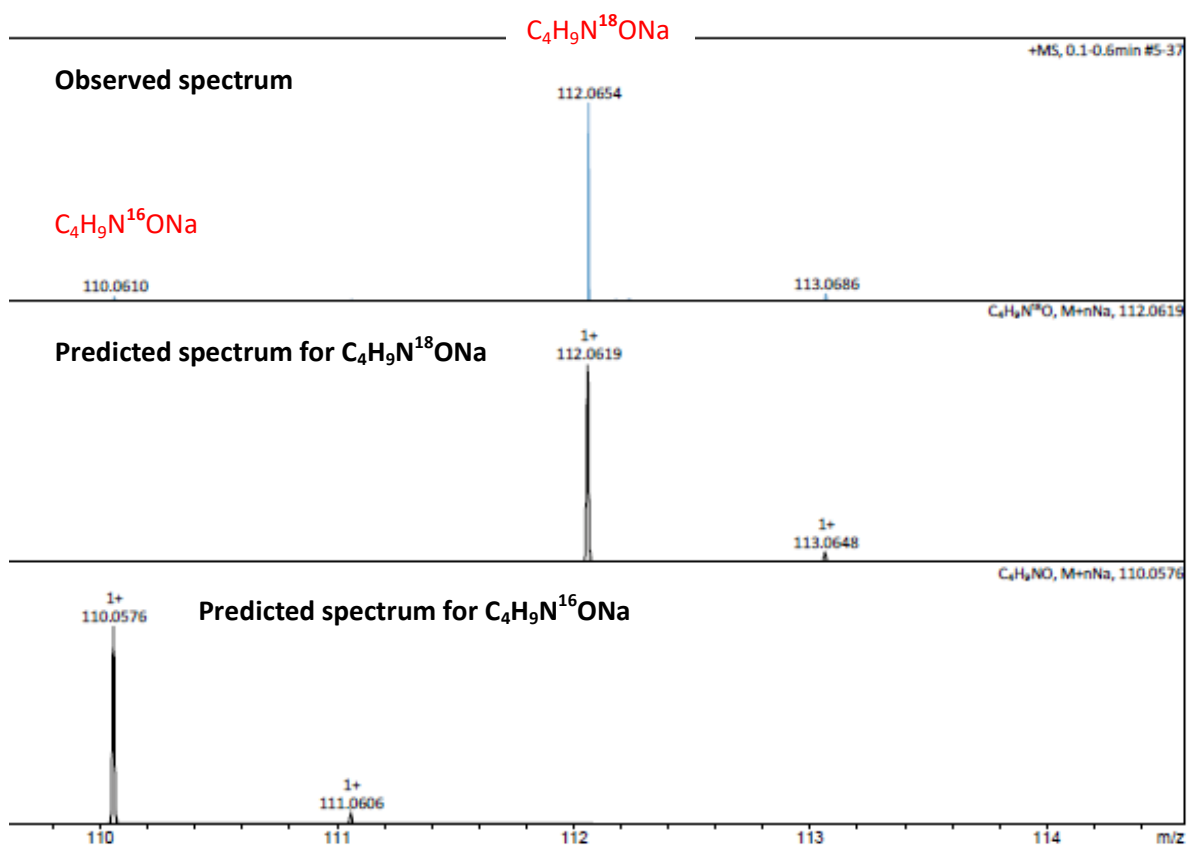 C₄H₉N¹⁸ONa
+MS, 0.1-0.6min #5-37
Observed spectrum
112.0654
C₄H₉N¹⁶ONa
110.0610
113.0686
C₄H₉N¹⁸O, M+nNa, 112.0619
Predicted spectrum for C₄H₉N¹⁸ONa
1+
112.0619
1+
113.0648
C₄H₉NO, M+nNa, 110.0576
1+
110.0576
Predicted spectrum for C₄H₉N¹⁶ONa
1+
111.0606
110 111 112 113 114 m/z